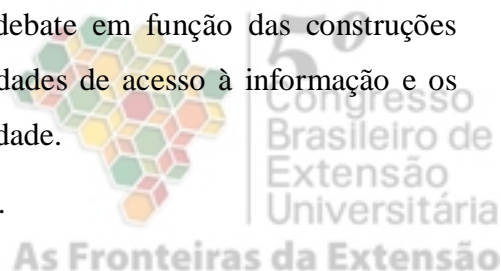 debate em função das construções
dades de acesso à informação e os
dade.
.
5º
Congresso
Brasileiro de
Extensão
Universitária
As Fronteiras da Extensão